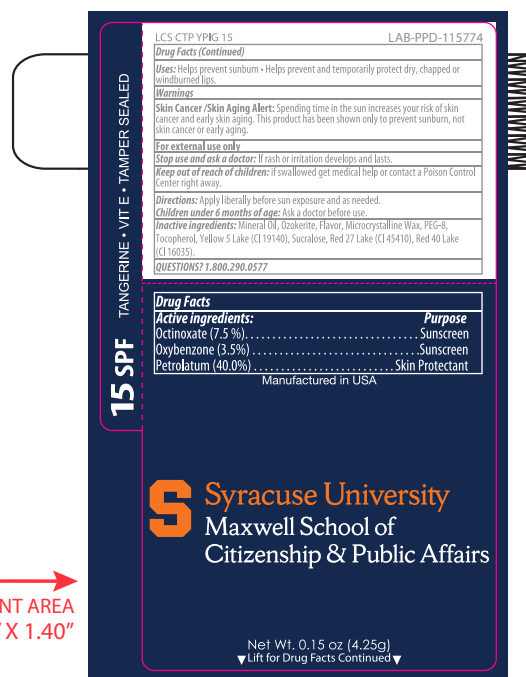 LCS CTP YPIG 15 LAB-PPD-115774
Drug Facts (Continued)
Uses: Helps prevent sunburn • Helps prevent and temporarily protect dry, chapped or
windburned lips.
Warnings
Skin Cancer /Skin Aging Alert: Spending time in the sun increases your risk of skin
cancer and early skin aging. This product has been shown only to prevent sunburn, not
skin cancer or early aging.
For external use only
Stop use and ask a doctor: If rash or irritation develops and lasts.
Keep out of reach of children: if swallowed get medical help or contact a Poison Control
Center right away.
Directions: Apply liberally before sun exposure and as needed.
Children under 6 months of age: Ask a doctor before use.
Inactive ingredients: Mineral Oil, Ozokerite, Flavor, Microcrystalline Wax, PEG-8,
Tocopherol, Yellow 5 Lake (Cl 19140), Sucralose, Red 27 Lake (Cl 45410), Red 40 Lake
(Cl 16035).
QUESTIONS? 1.800.290.0577
15 SPF TANGERINE • VIT E • TAMPER SEALED
Drug Facts
Active ingredients: Purpose
Octinoxate (7.5 %)............................Sunscreen
Oxybenzone (3.5%)............................Sunscreen
Petrolatum (40.0%)........................Skin Protectant
Manufactured in USA
S Syracuse University
Maxwell School of
Citizenship & Public Affairs
NT AREA
" X 1.40"
Net Wt. 0.15 oz (4.25g)
▼Lift for Drug Facts Continued▼